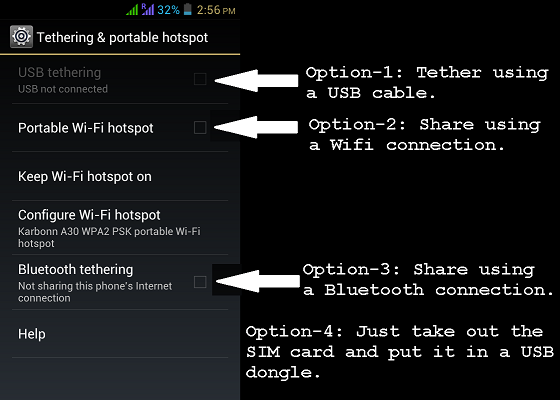 R 32% 2:56 PM
Tethering & portable hotspot
USB tethering
USB not connected
Option-1: Tether using
a USB cable.
Portable Wi-Fi hotspot
Option-2: Share using
a Wifi connection.
Keep Wi-Fi hotspot on
Configure Wi-Fi hotspot
Karbonn A30 WPA2 PSK portable Wi-Fi
hotspot
Bluetooth tethering
Not sharing this phone's Internet
connection
Option-3: Share using
a Bluetooth connection.
Help
Option-4: Just take out the
SIM card and put it in a USB
dongle.